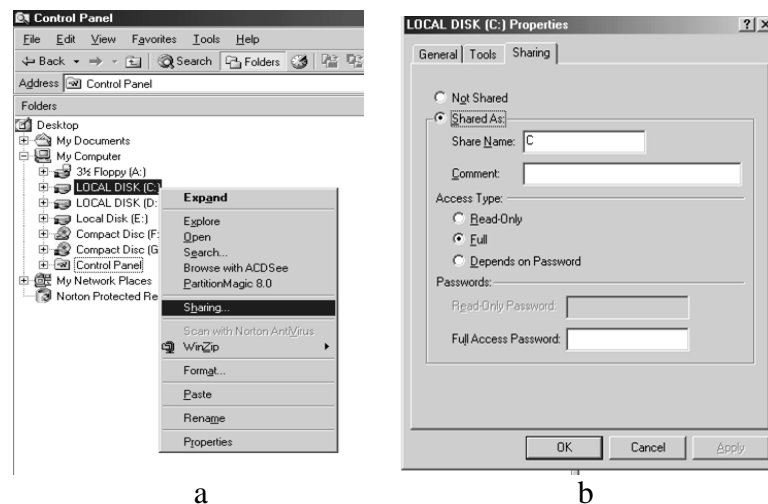 Control Panel
File Edit View Favorites Tools Help
Back Search Folders
Address Control Panel
Folders
Desktop
My Documents
My Computer
3½ Floppy (A:)
LOCAL DISK (C:)
LOCAL DISK (D:
Local Disk (E:)
Compact Disc (F:
Compact Disc (G
Control Panel
My Network Places
Norton Protected Re
Expand
Explore
Open
Search...
Browse with ACDSee
PartitionMagic 8.0
Sharing...
Scan with Norton AntiVirus
WinZip
Format...
Paste
Rename
Properties
a
LOCAL DISK (C:) Properties
General Tools Sharing
Not Shared
Shared As:
Share Name: C
Comment:
Access Type:
Read-Only
Full
Depends on Password
Passwords:
Read-Only Password:
Full Access Password:
OK Cancel Apply
b